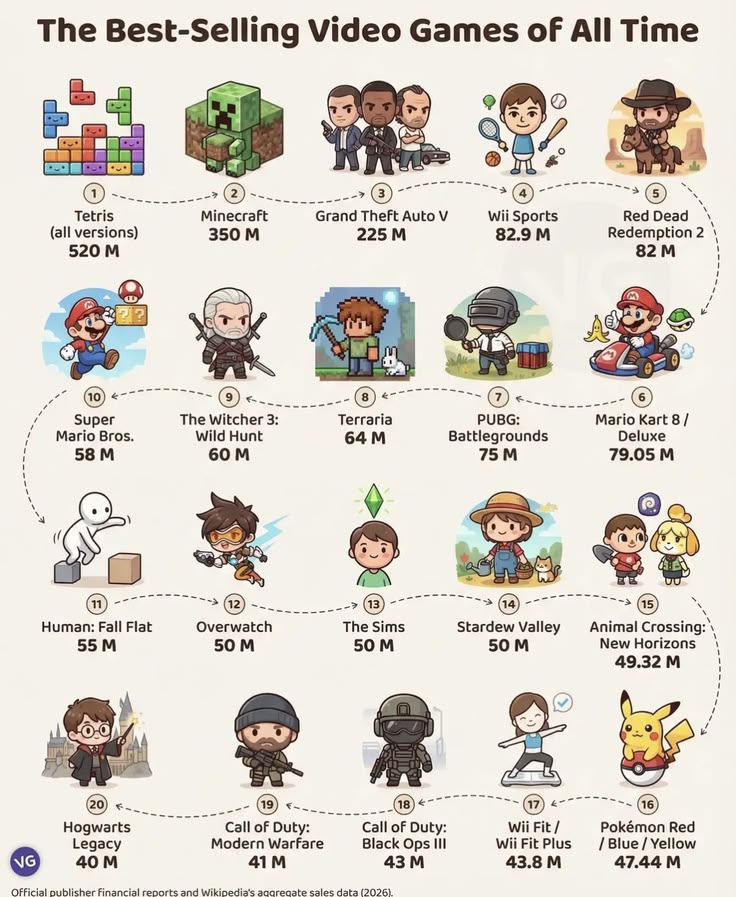 The Best-Selling Video Games of All Time
1
Tetris
(all versions)
520 M
2
Minecraft
350 M
3
Grand Theft Auto V
225 M
4
Wii Sports
82.9 M
5
Red Dead
Redemption 2
82 M
6
Mario Kart 8 /
Deluxe
79.05 M
7
PUBG:
Battlegrounds
75 M
8
Terraria
64 M
9
The Witcher 3:
Wild Hunt
60 M
? ?
10
Super
Mario Bros.
58 M
11
Human: Fall Flat
55 M
12
Overwatch
50 M
13
The Sims
50 M
14
Stardew Valley
50 M
15
Animal Crossing:
New Horizons
49.32 M
16
Pokémon Red
/ Blue / Yellow
47.44 M
17
Wii Fit /
Wii Fit Plus
43.8 M
18
Call of Duty:
Black Ops III
43 M
19
Call of Duty:
Modern Warfare
41 M
20
Hogwarts
Legacy
40 M
VG
Official publisher financial reports and Wikipedia's aggregate sales data (2026).